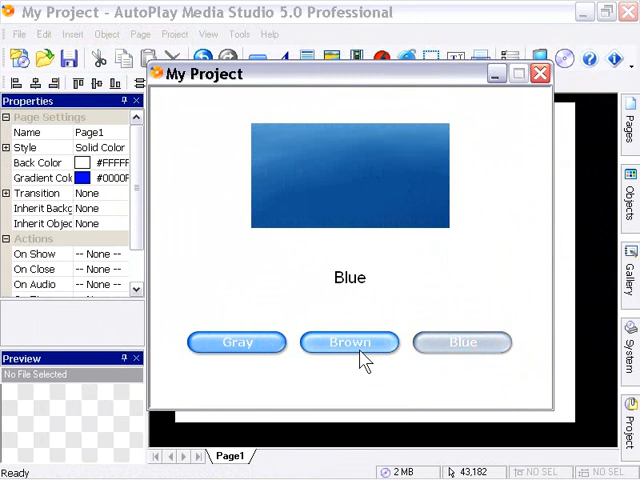 My Project - AutoPlay Media Studio 5.0 Professional
File Edit Insert Object Page Project View Tools Help
Properties
Page Settings
Name Page1
Style Solid Color
Back Color #FFFFF
Gradient Colo #0000F
Transition None
Inherit Backg None
Inherit Objec None
Actions
On Show -- None --
On Close -- None --
On Audio -- None --
Preview
No File Selected
My Project
Blue
Gray Brown Blue
Pages
Objects
Gallery
System
Project
Page1
Ready 2 MB 43,182 NO SEL NO SEL